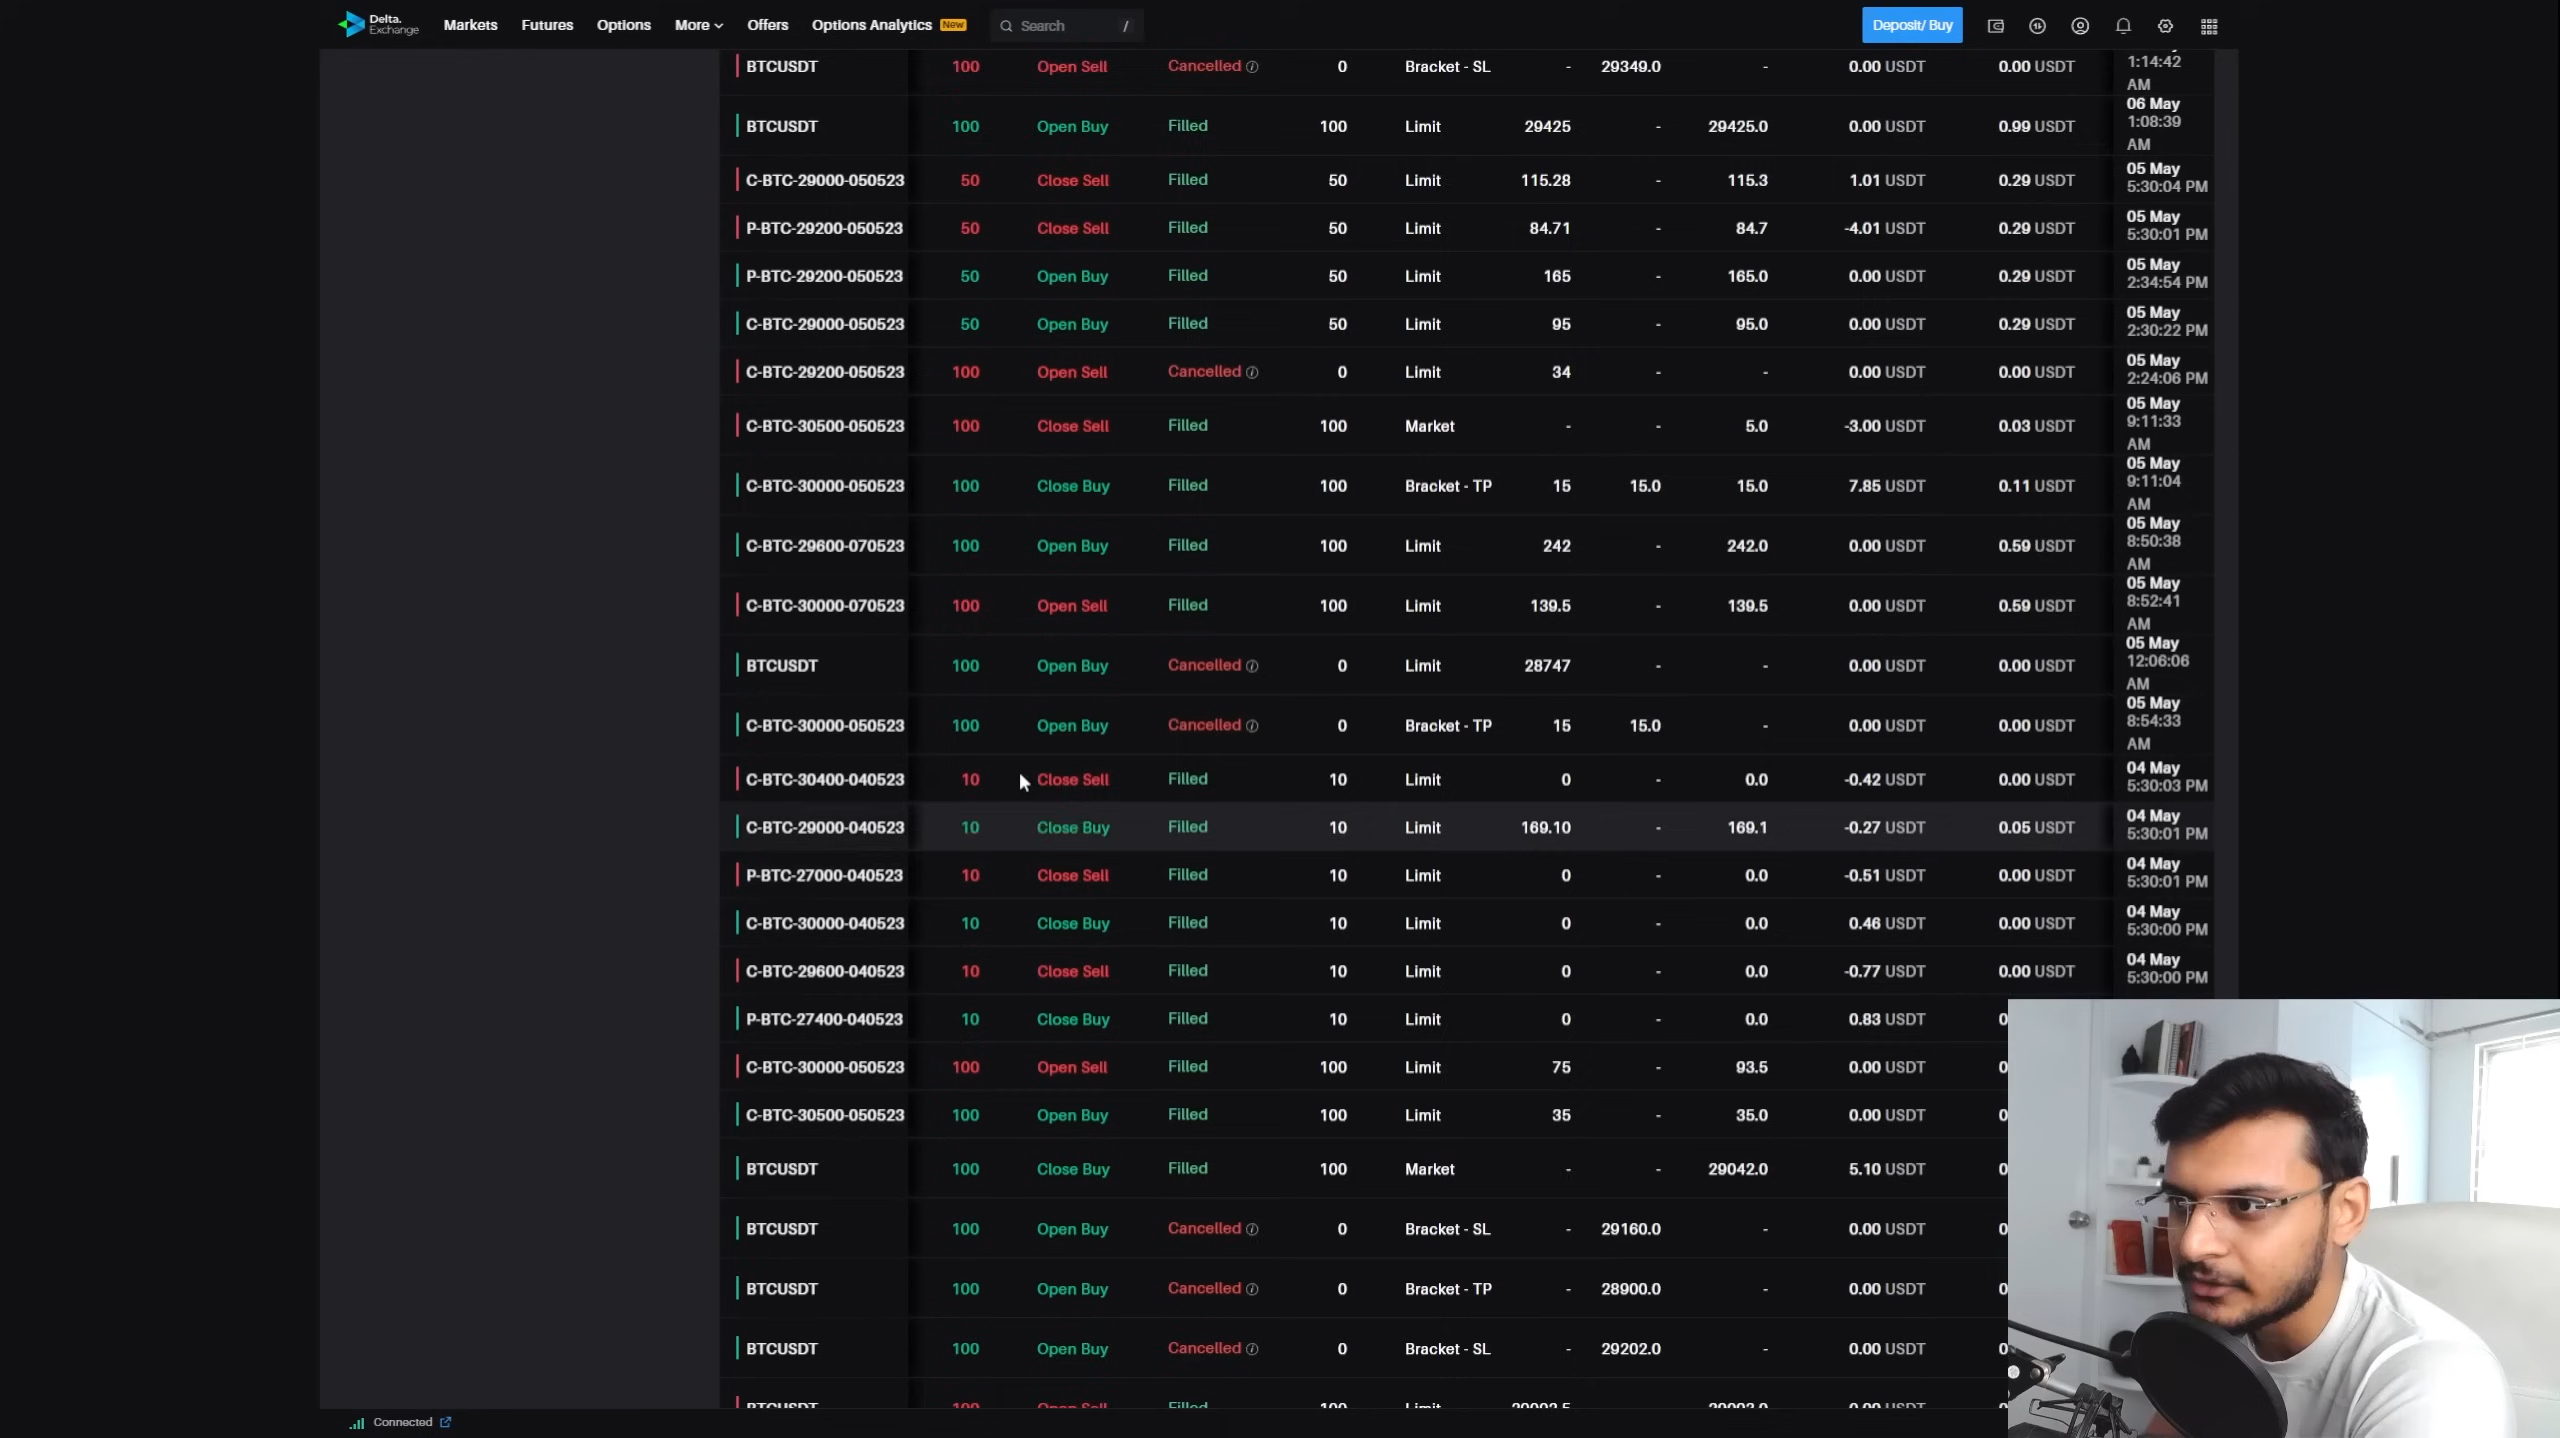 Delta. Exchange Markets Futures Options More Offers Options Analytics New Search / Deposit/ Buy
BTCUSDT 100 Open Sell Cancelled 0 Bracket - SL - 29349.0 - 0.00 USDT 0.00 USDT 1:14:42 AM
BTCUSDT 100 Open Buy Filled 100 Limit 29425 - 29425.0 0.00 USDT 0.99 USDT 06 May 1:08:39 AM
C-BTC-29000-050523 50 Close Sell Filled 50 Limit 115.28 - 115.3 1.01 USDT 0.29 USDT 05 May 5:30:04 PM
P-BTC-29200-050523 50 Close Sell Filled 50 Limit 84.71 - 84.7 -4.01 USDT 0.29 USDT 05 May 5:30:01 PM
P-BTC-29200-050523 50 Open Buy Filled 50 Limit 165 - 165.0 0.00 USDT 0.29 USDT 05 May 2:34:54 PM
C-BTC-29000-050523 50 Open Buy Filled 50 Limit 95 - 95.0 0.00 USDT 0.29 USDT 05 May 2:30:22 PM
C-BTC-29200-050523 100 Open Sell Cancelled 0 Limit 34 - - 0.00 USDT 0.00 USDT 05 May 2:24:06 PM
C-BTC-30500-050523 100 Close Sell Filled 100 Market - - 5.0 -3.00 USDT 0.03 USDT 05 May 9:11:33 AM
C-BTC-30000-050523 100 Close Buy Filled 100 Bracket - TP 15 15.0 15.0 7.85 USDT 0.11 USDT 05 May 9:11:04 AM
C-BTC-29600-070523 100 Open Buy Filled 100 Limit 242 - 242.0 0.00 USDT 0.59 USDT 05 May 8:50:38 AM
C-BTC-30000-070523 100 Open Sell Filled 100 Limit 139.5 - 139.5 0.00 USDT 0.59 USDT 05 May 8:52:41 AM
BTCUSDT 100 Open Buy Cancelled 0 Limit 28747 - - 0.00 USDT 0.00 USDT 05 May 12:06:06 AM
C-BTC-30000-050523 100 Open Buy Cancelled 0 Bracket - TP 15 15.0 - 0.00 USDT 0.00 USDT 05 May 8:54:33 AM
C-BTC-30400-040523 10 Close Sell Filled 10 Limit 0 - 0.0 -0.42 USDT 0.00 USDT 04 May 5:30:03 PM
C-BTC-29000-040523 10 Close Buy Filled 10 Limit 169.10 - 169.1 -0.27 USDT 0.05 USDT 04 May 5:30:01 PM
P-BTC-27000-040523 10 Close Sell Filled 10 Limit 0 - 0.0 -0.51 USDT 0.00 USDT 04 May 5:30:01 PM
C-BTC-30000-040523 10 Close Buy Filled 10 Limit 0 - 0.0 0.46 USDT 0.00 USDT 04 May 5:30:00 PM
C-BTC-29600-040523 10 Close Sell Filled 10 Limit 0 - 0.0 -0.77 USDT 0.00 USDT 04 May 5:30:00 PM
P-BTC-27400-040523 10 Close Buy Filled 10 Limit 0 - 0.0 0.83 USDT 0
C-BTC-30000-050523 100 Open Sell Filled 100 Limit 75 - 93.5 0.00 USDT 0
C-BTC-30500-050523 100 Open Buy Filled 100 Limit 35 - 35.0 0.00 USDT 0
BTCUSDT 100 Close Buy Filled 100 Market - - 29042.0 5.10 USDT 0
BTCUSDT 100 Open Buy Cancelled 0 Bracket - SL - 29160.0 - 0.00 USDT 0
BTCUSDT 100 Open Buy Cancelled 0 Bracket - TP - 28900.0 - 0.00 USDT 0
BTCUSDT 100 Open Buy Cancelled 0 Bracket - SL - 29202.0 - 0.00 USDT 0
Connected